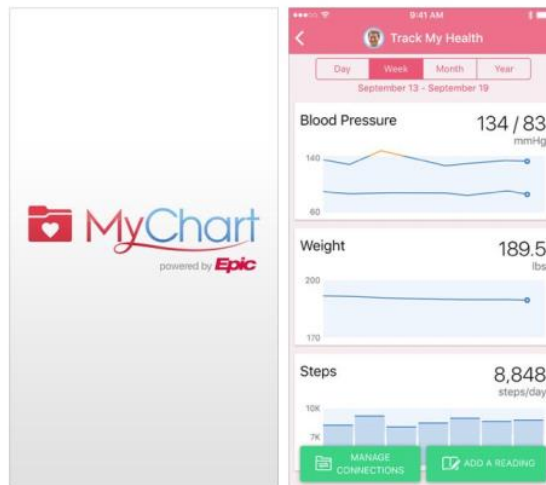 MyChart
powered by Epic
9:41 AM
Track My Health
Day Week Month Year
September 13 - September 19
Blood Pressure 134 / 83
mmHg
140
60
Weight 189.5
lbs
200
170
Steps 8,848
steps/day
10K
7K
MANAGE CONNECTIONS
ADD A READING